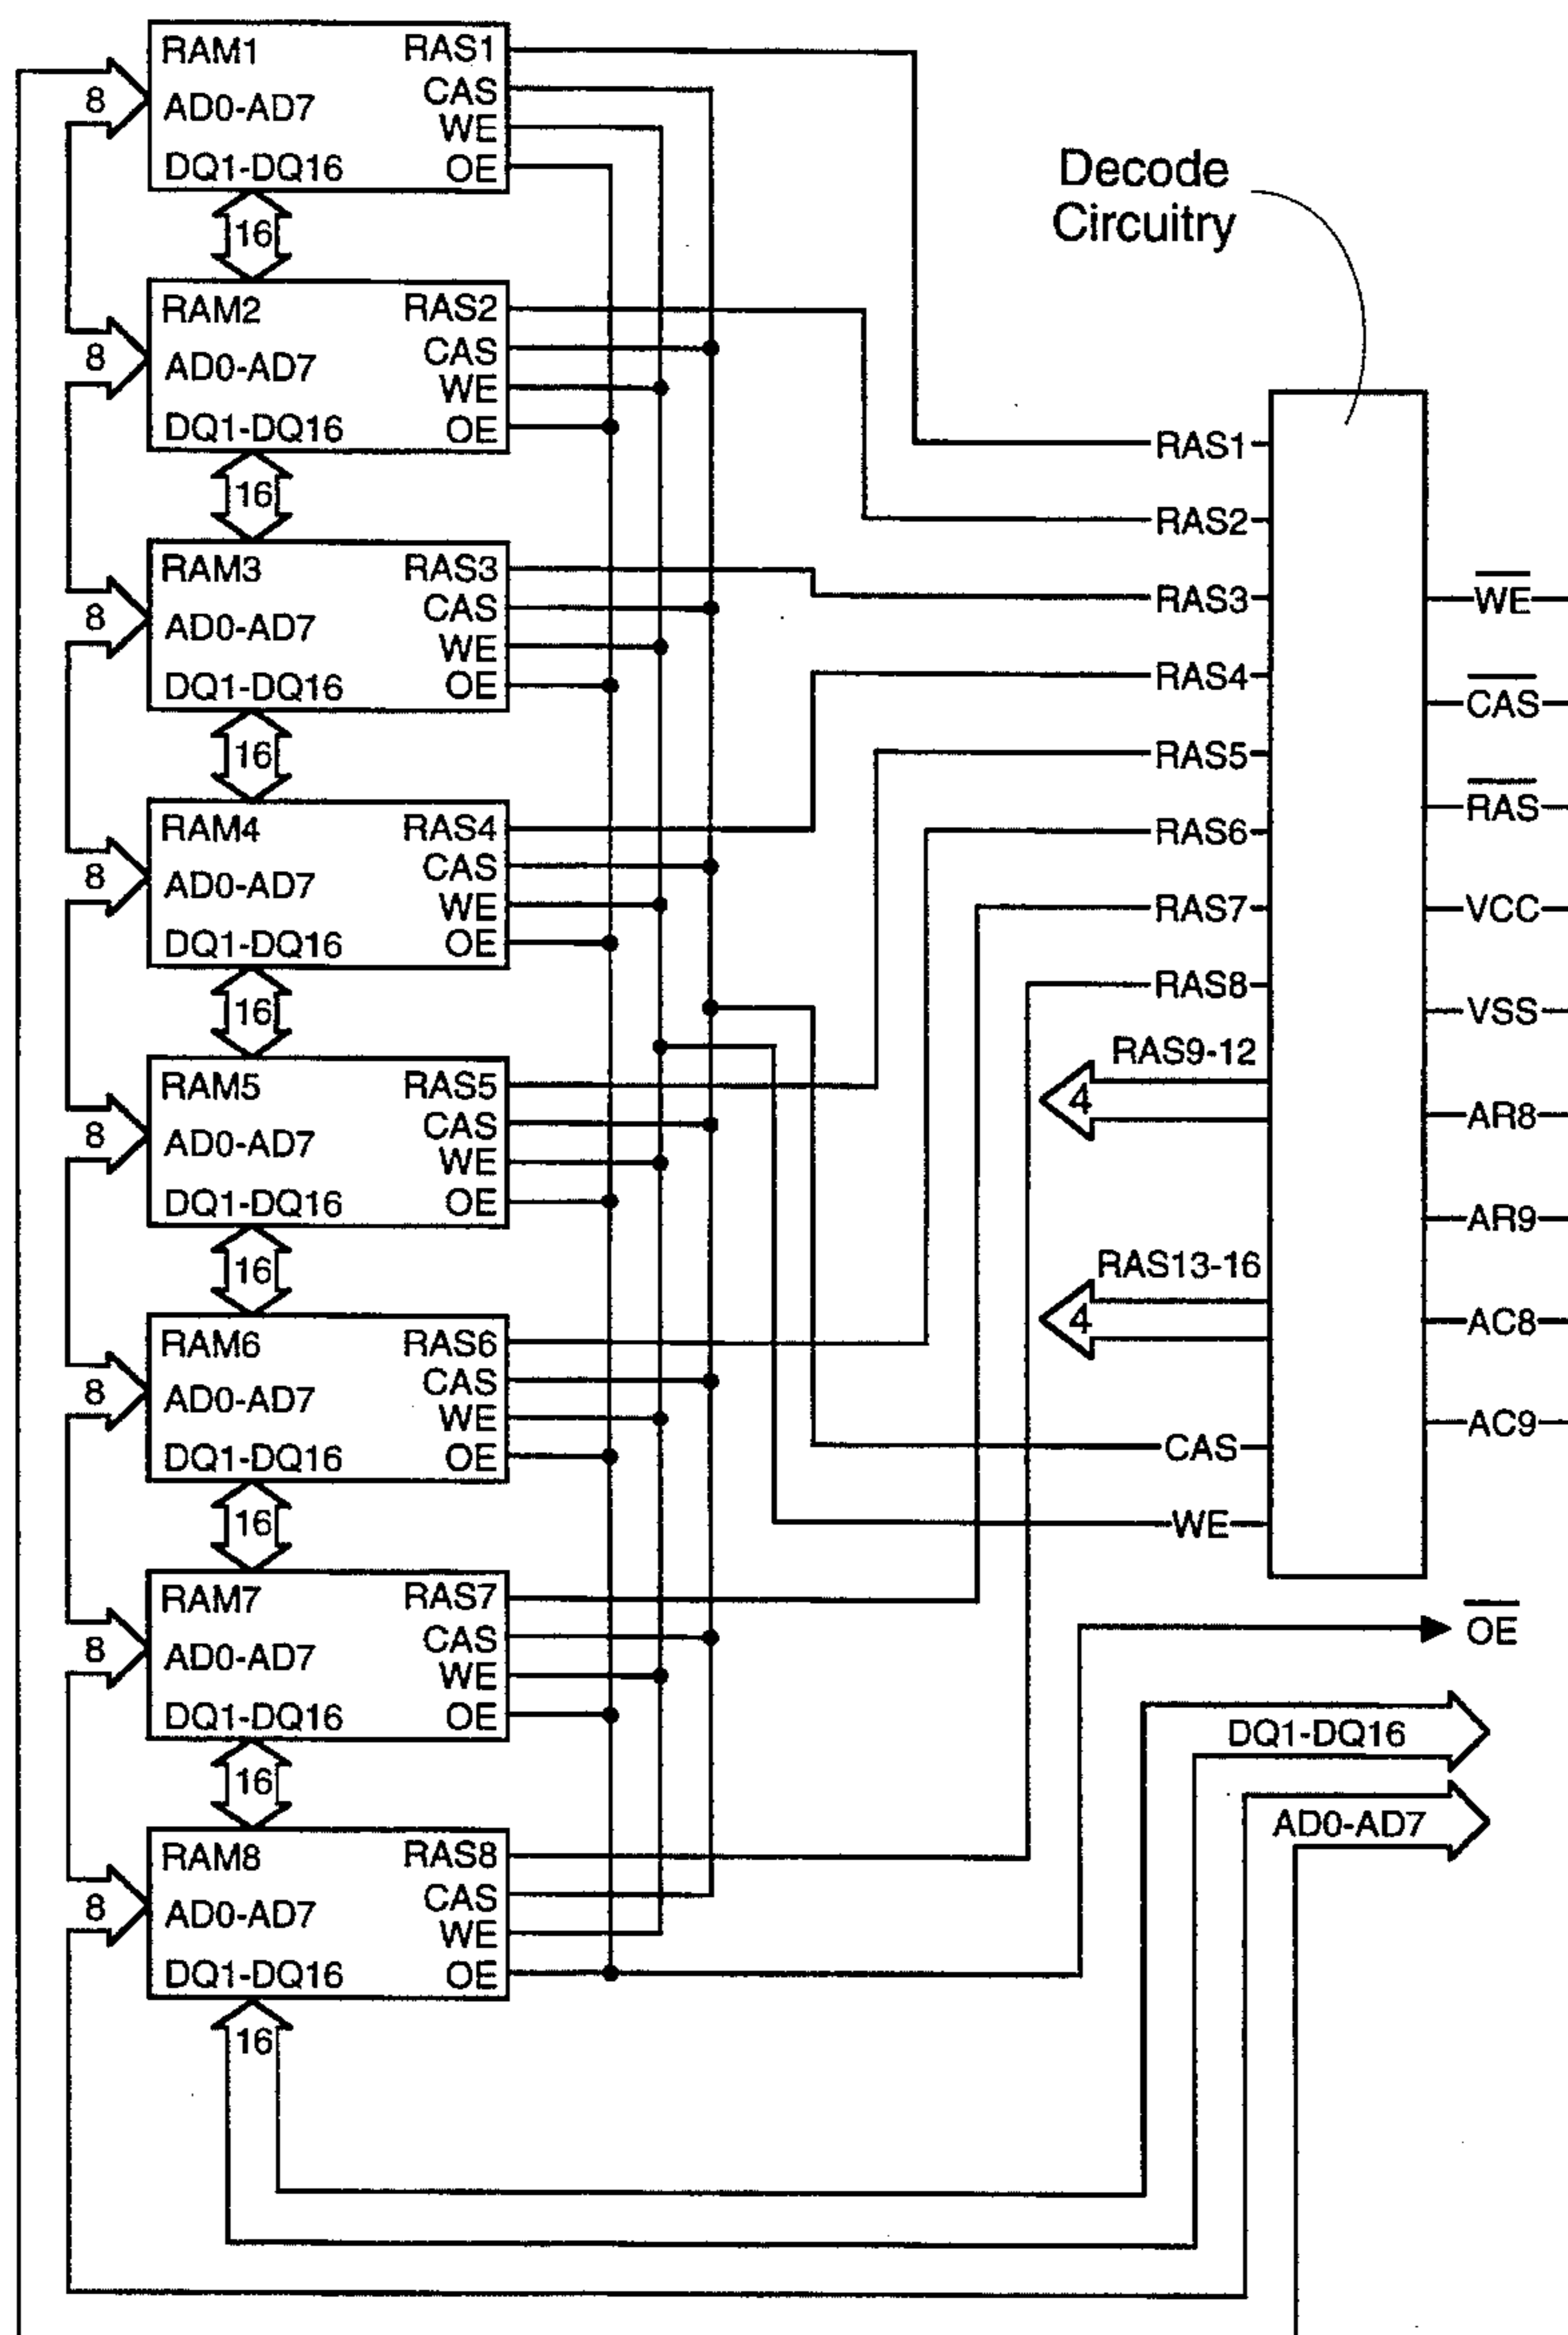 RAM1 RAS1
8 AD0-AD7 CAS
WE
DQ1-DQ16 OE
16
RAM2 RAS2
8 AD0-AD7 CAS
WE
DQ1-DQ16 OE
16
RAM3 RAS3
8 AD0-AD7 CAS
WE
DQ1-DQ16 OE
16
RAM4 RAS4
8 AD0-AD7 CAS
WE
DQ1-DQ16 OE
16
RAM5 RAS5
8 AD0-AD7 CAS
WE
DQ1-DQ16 OE
16
RAM6 RAS6
8 AD0-AD7 CAS
WE
DQ1-DQ16 OE
16
RAM7 RAS7
8 AD0-AD7 CAS
WE
DQ1-DQ16 OE
16
RAM8 RAS8
8 AD0-AD7 CAS
WE
DQ1-DQ16 OE
16
Decode
Circuitry
RAS1
RAS2
RAS3
RAS4
RAS5
RAS6
RAS7
RAS8
RAS9-12
4
RAS13-16
4
CAS
WE
WE
CAS
RAS
VCC
VSS
AR8
AR9
AC8
AC9
OE
DQ1-DQ16
AD0-AD7